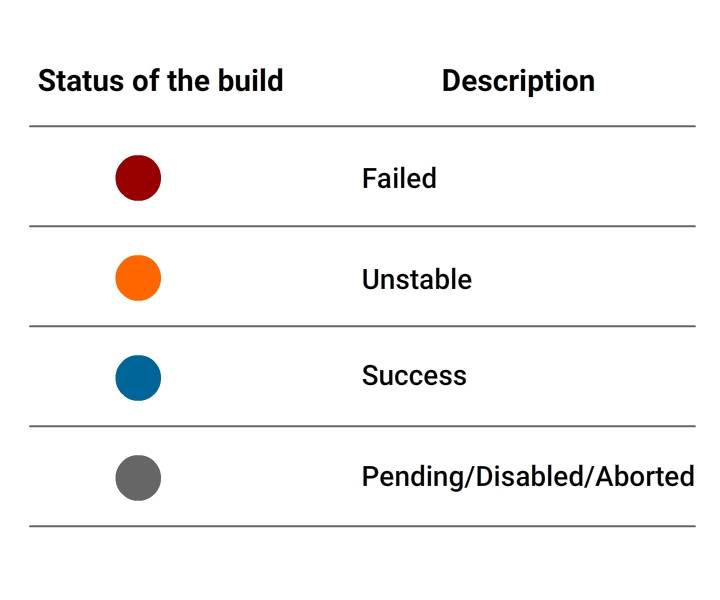 Status of the build Description
Failed
Unstable
Success
Pending/Disabled/Aborted